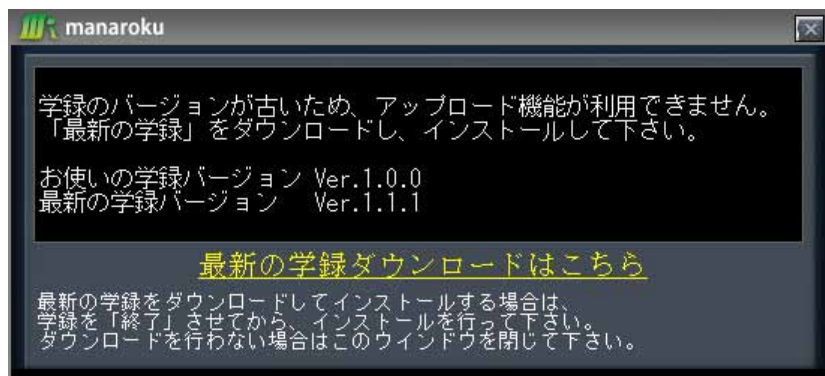 manaroku
学録のバージョンが古いため、アップロード機能が利用できません。
「最新の学録」をダウンロードし、インストールして下さい。
お使いの学録バージョン Ver.1.0.0
最新の学録バージョン Ver.1.1.1
最新の学録ダウンロードはこちら
最新の学録をダウンロードしてインストールする場合は、
学録を「終了」させてから、インストールを行って下さい。
ダウンロードを行わない場合はこのウインドウを閉じて下さい。